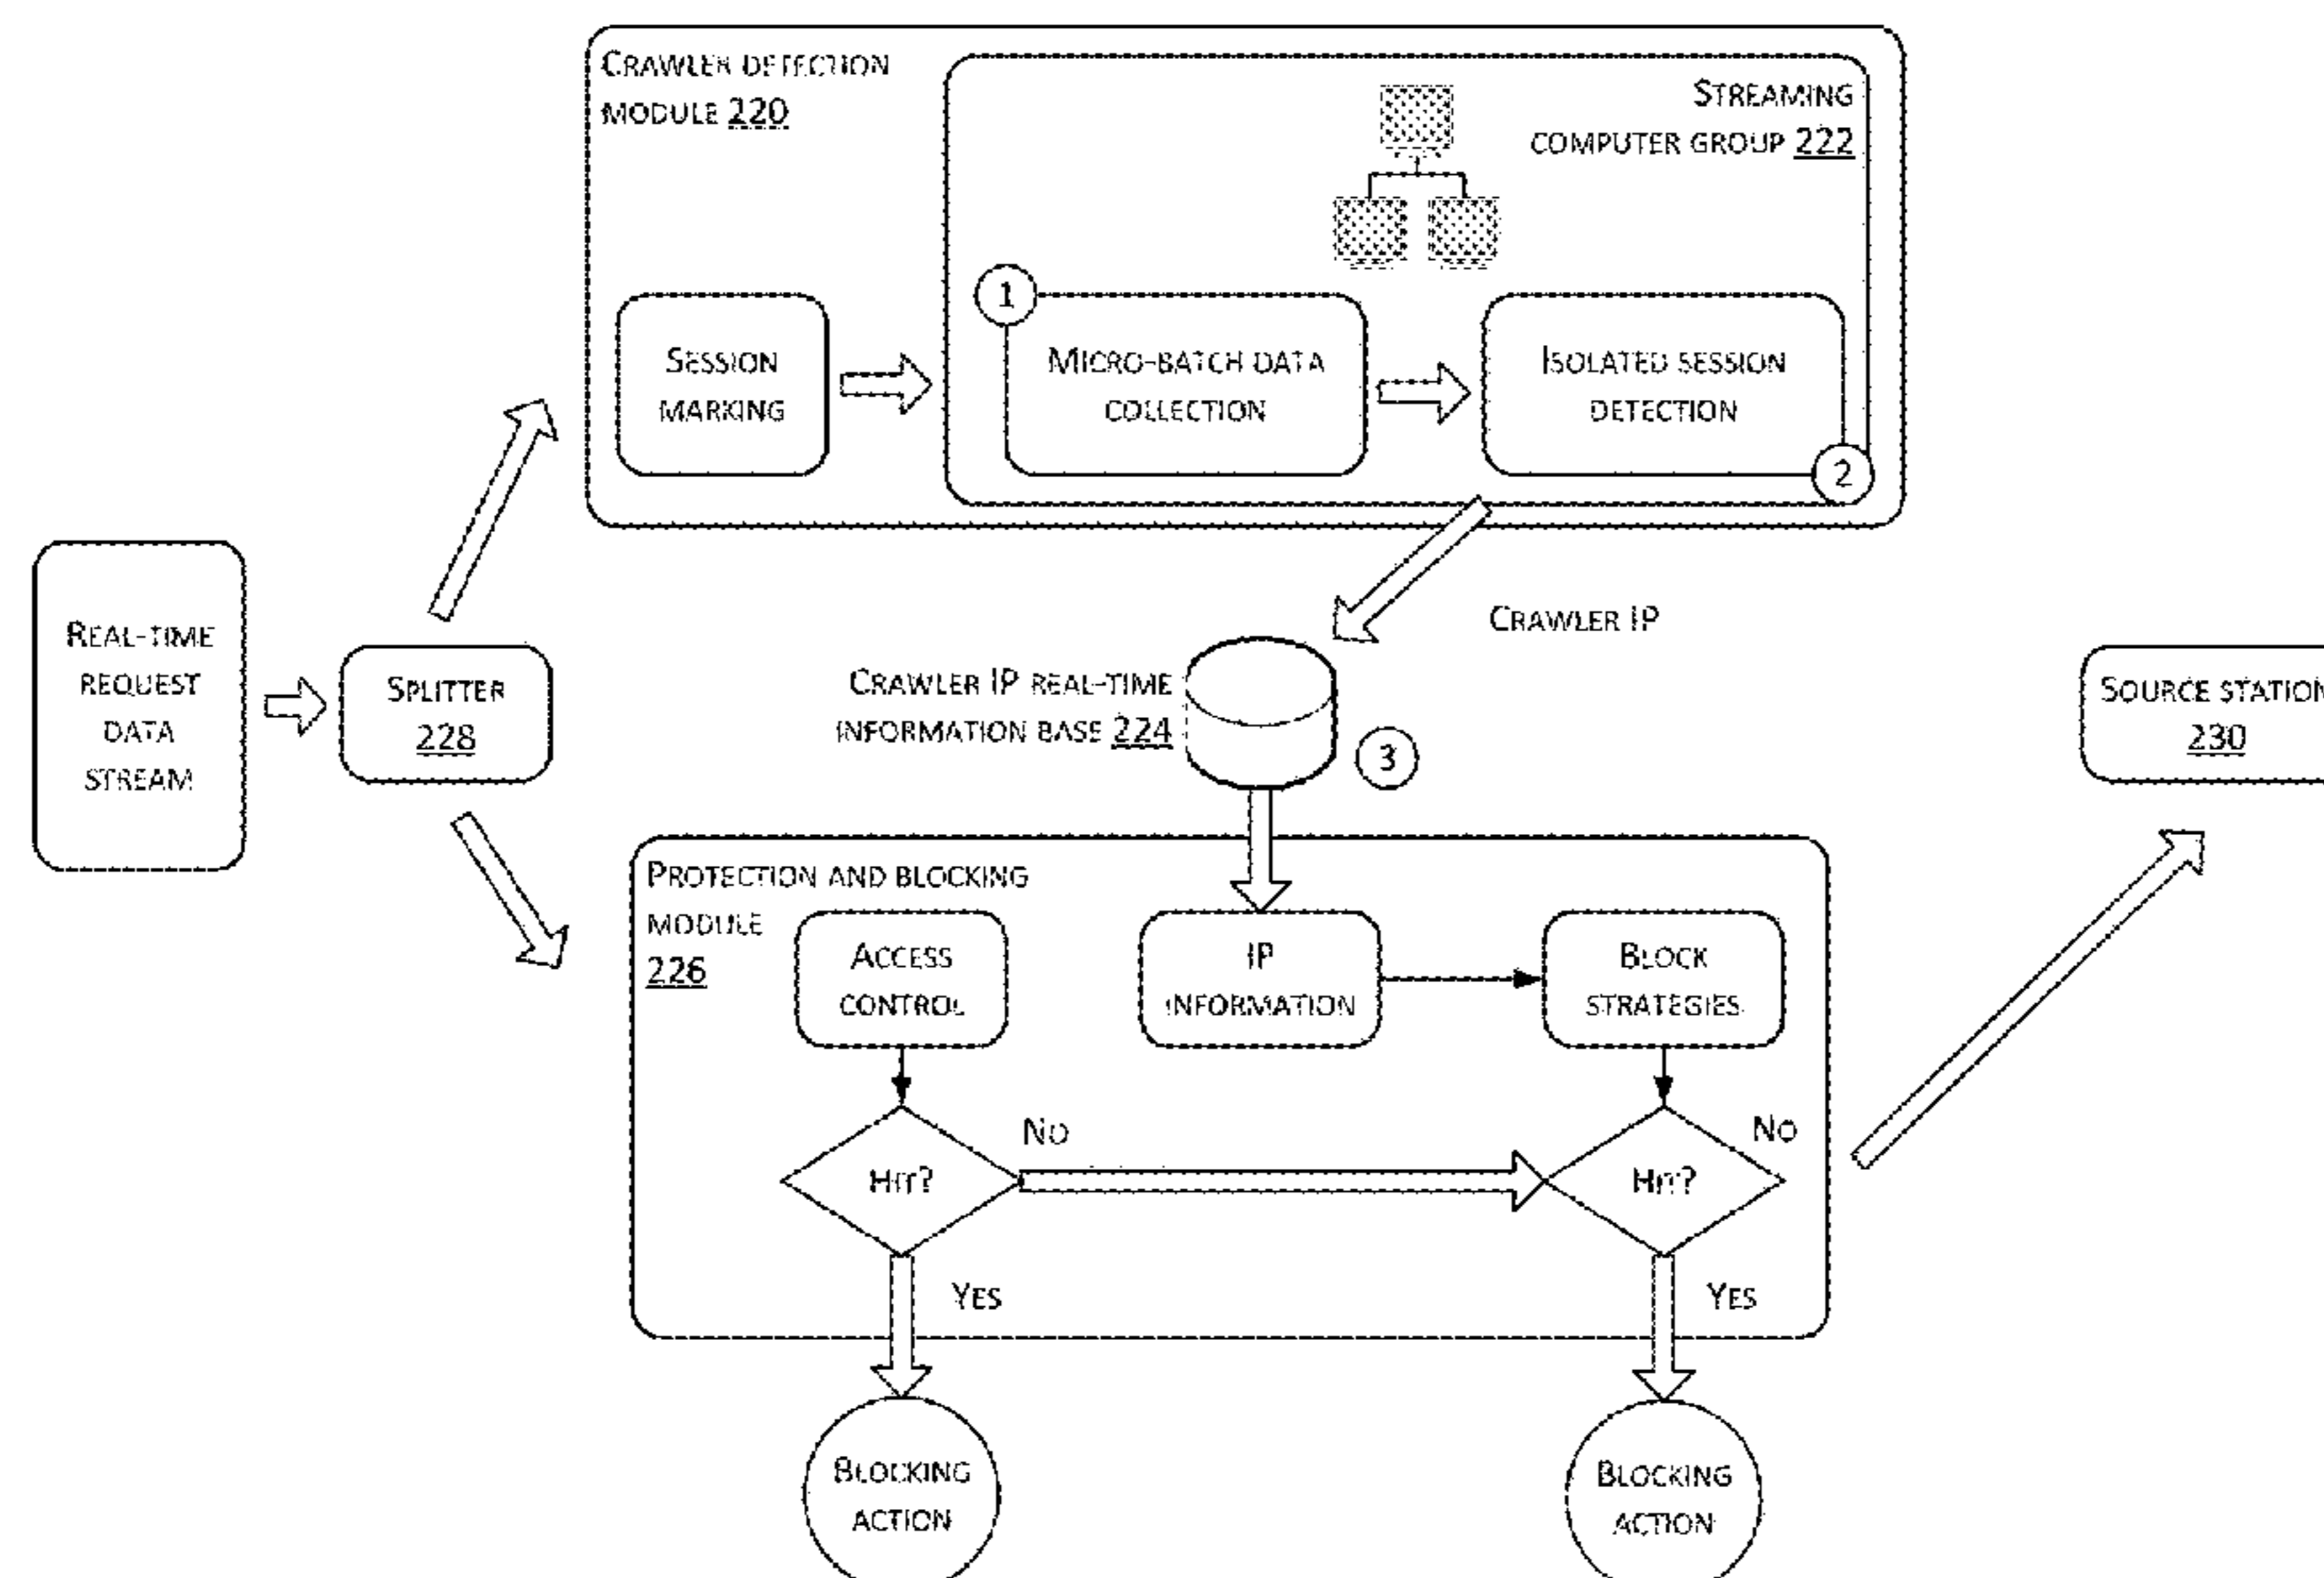 CRAWLER DETECTION
MODULE 220
STREAMING
COMPUTER GROUP 222
1
SESSION
MARKING
MICRO-BATCH DATA
COLLECTION
ISOLATED SESSION
DETECTION
2
REAL-TIME
REQUEST
DATA
STREAM
SPLITTER
228
CRAWLER IP
CRAWLER IP REAL-TIME
INFORMATION BASE 224
3
SOURCE STATION
230
PROTECTION AND BLOCKING
MODULE
226
ACCESS
CONTROL
IP
INFORMATION
BLOCK
STRATEGIES
NO
NO
HIT?
HIT?
YES
YES
BLOCKING
ACTION
BLOCKING
ACTION